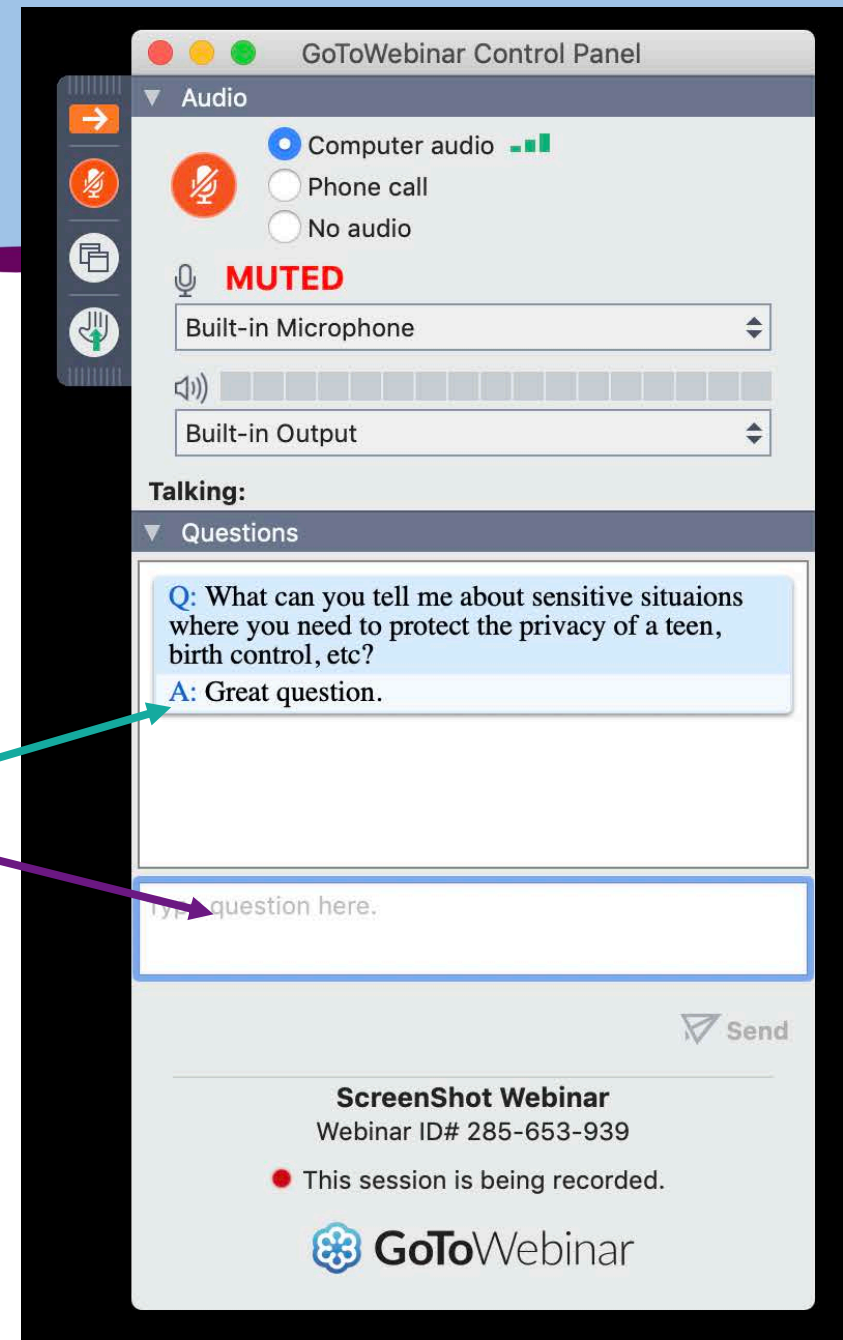 GoToWebinar Control Panel
Audio
Computer audio
Phone call
No audio
MUTED
Built-in Microphone
Built-in Output
Talking:
Questions
Q: What can you tell me about sensitive situaions
where you need to protect the privacy of a teen,
birth control, etc?
A: Great question.
Type question here.
Send
ScreenShot Webinar
Webinar ID# 285-653-939
This session is being recorded.
GoToWebinar